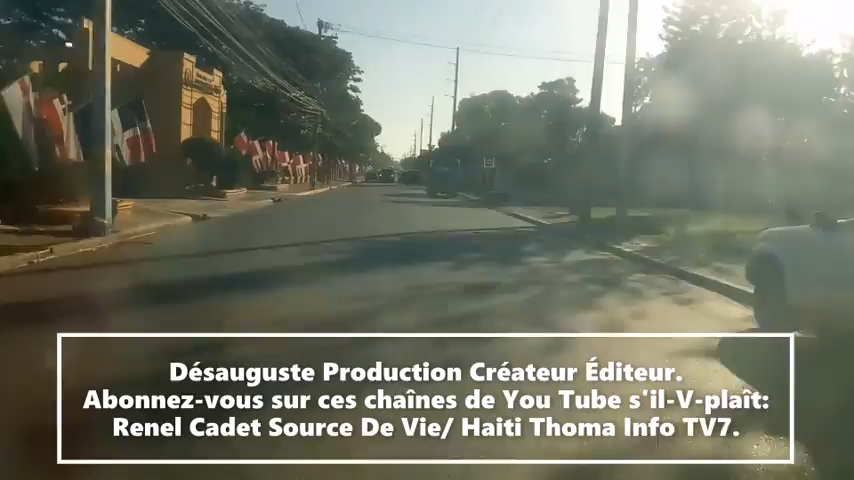 Désauguste Production Créateur Éditeur.
Abonnez-vous sur ces chaînes de You Tube s'il-V-plaît:
Renel Cadet Source De Vie/ Haiti Thoma Info TV7.